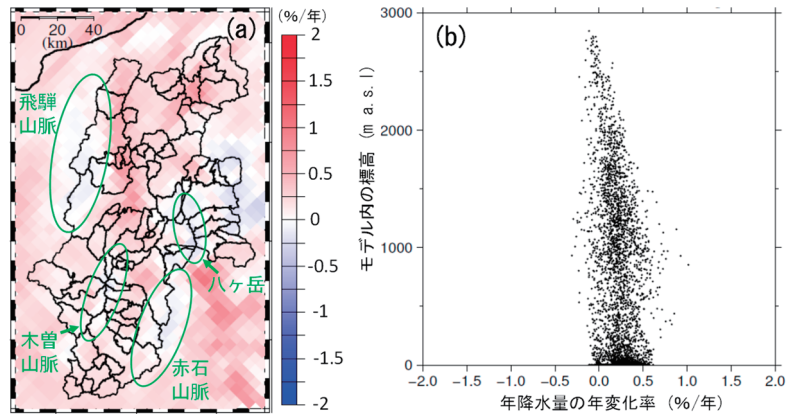 (a)
0 20 40
(km)
飛騨
山脈
八ヶ岳
木曽
山脈
赤石
山脈
(%/年)
2
1.5
1
0.5
0
-0.5
-1
-1.5
-2
(b)
モデル内の標高 (m a.s.l)
3000
2000
1000
0
-2.0 -1.5 -1.0 -0.5 0.0 0.5 1.0 1.5 2.0
年降水量の年変化率 (%/年)